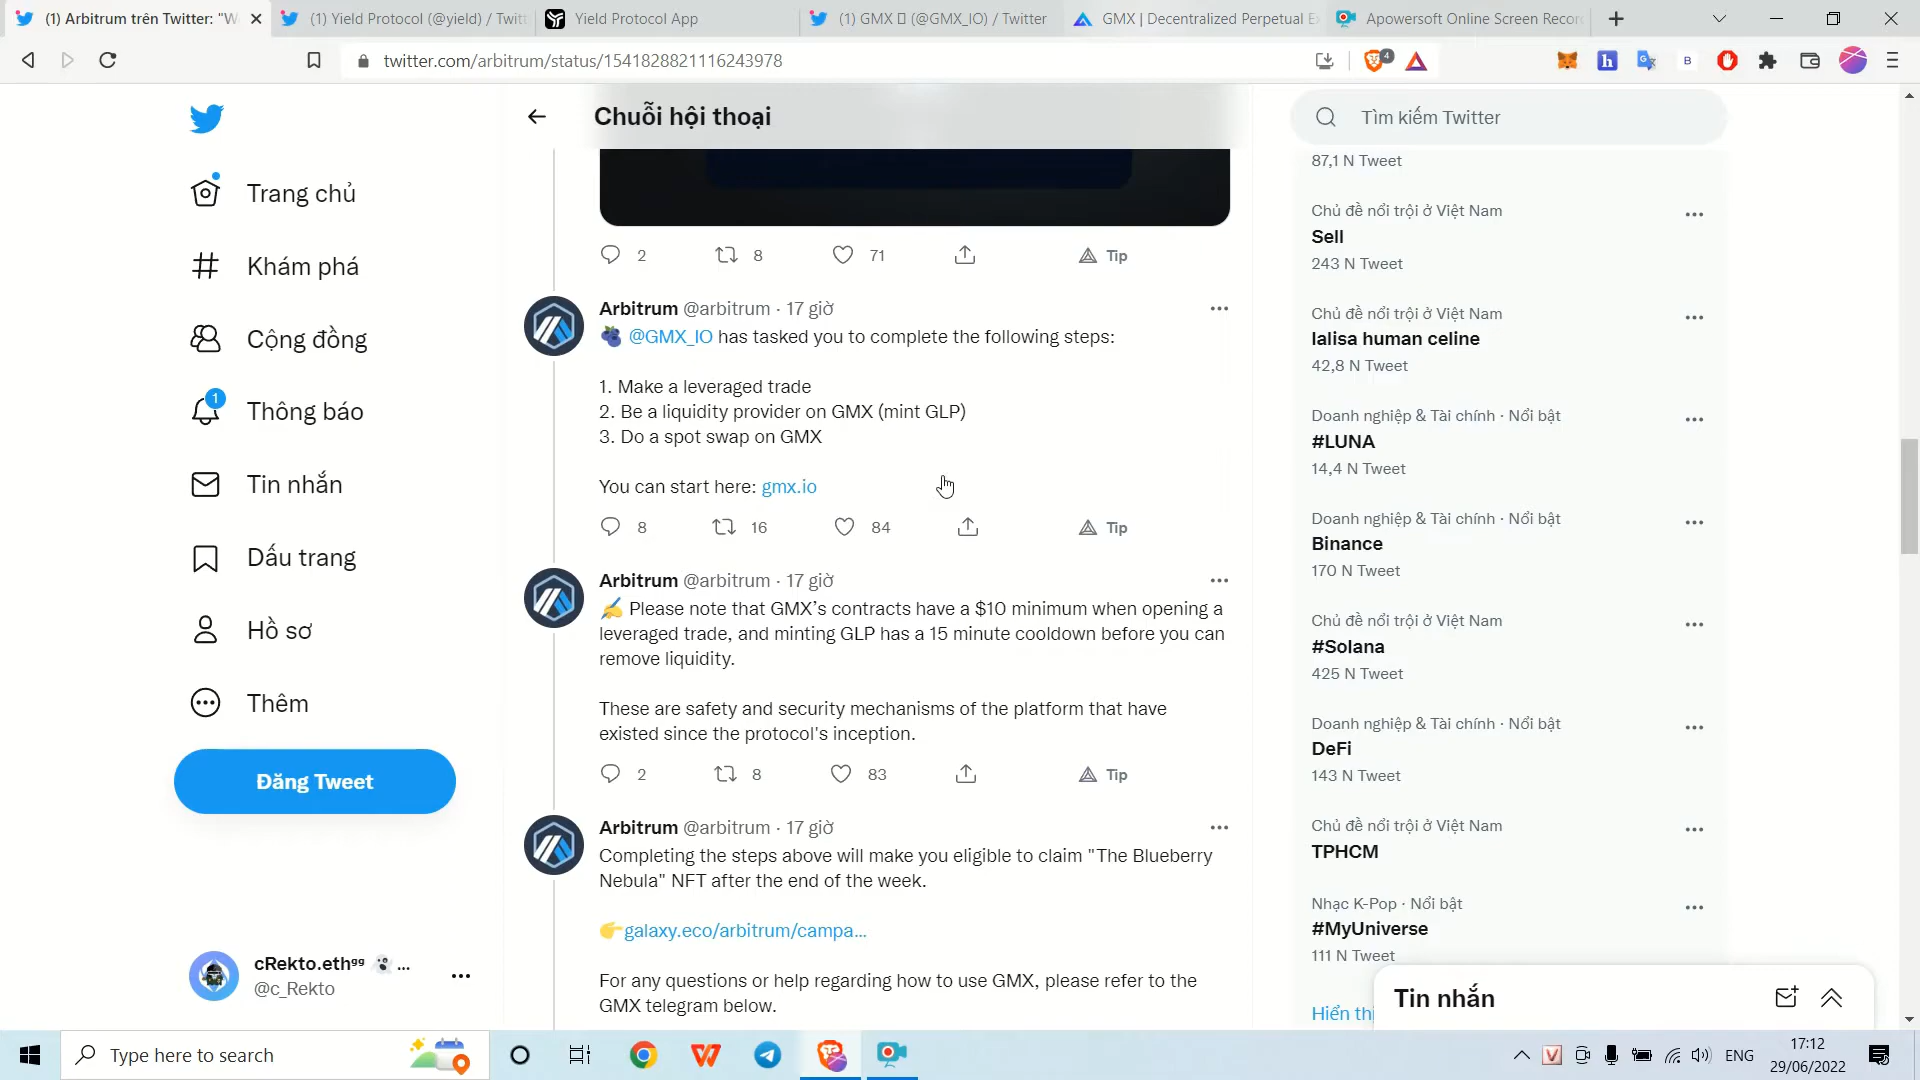 (1) Arbitrum trên Twitter: "W
(1) Yield Protocol (@yield) / Twitt
Yield Protocol App
(1) GMX (@GMX_IO) / Twitter
GMX | Decentralized Perpetual E
Apowersoft Online Screen Recor
twitter.com/arbitrum/status/1541828821116243978
4
Chuỗi hội thoại
Tìm kiếm Twitter
Trang chủ
Khám phá
Cộng đồng
1
Thông báo
Tin nhắn
Dấu trang
Hồ sơ
Thêm
Đăng Tweet
cRekto.ethᵍᵍ ...
@c_Rekto
2 8 71 Tip
Arbitrum @arbitrum · 17 giờ
@GMX_IO has tasked you to complete the following steps:
1. Make a leveraged trade
2. Be a liquidity provider on GMX (mint GLP)
3. Do a spot swap on GMX
You can start here: gmx.io
8 16 84 Tip
Arbitrum @arbitrum · 17 giờ
Please note that GMX’s contracts have a $10 minimum when opening a
leveraged trade, and minting GLP has a 15 minute cooldown before you can
remove liquidity.
These are safety and security mechanisms of the platform that have
existed since the protocol's inception.
2 8 83 Tip
Arbitrum @arbitrum · 17 giờ
Completing the steps above will make you eligible to claim "The Blueberry
Nebula" NFT after the end of the week.
galaxy.eco/arbitrum/campa...
For any questions or help regarding how to use GMX, please refer to the
GMX telegram below.
87,1 N Tweet
Chủ đề nổi trội ở Việt Nam
Sell
243 N Tweet
Chủ đề nổi trội ở Việt Nam
lalisa human celine
42,8 N Tweet
Doanh nghiệp & Tài chính · Nổi bật
#LUNA
14,4 N Tweet
Doanh nghiệp & Tài chính · Nổi bật
Binance
170 N Tweet
Chủ đề nổi trội ở Việt Nam
#Solana
425 N Tweet
Doanh nghiệp & Tài chính · Nổi bật
DeFi
143 N Tweet
Chủ đề nổi trội ở Việt Nam
TPHCM
Nhạc K-Pop · Nổi bật
#MyUniverse
111 N Tweet
Hiển thị
Tin nhắn
Type here to search
ENG
17:12
29/06/2022